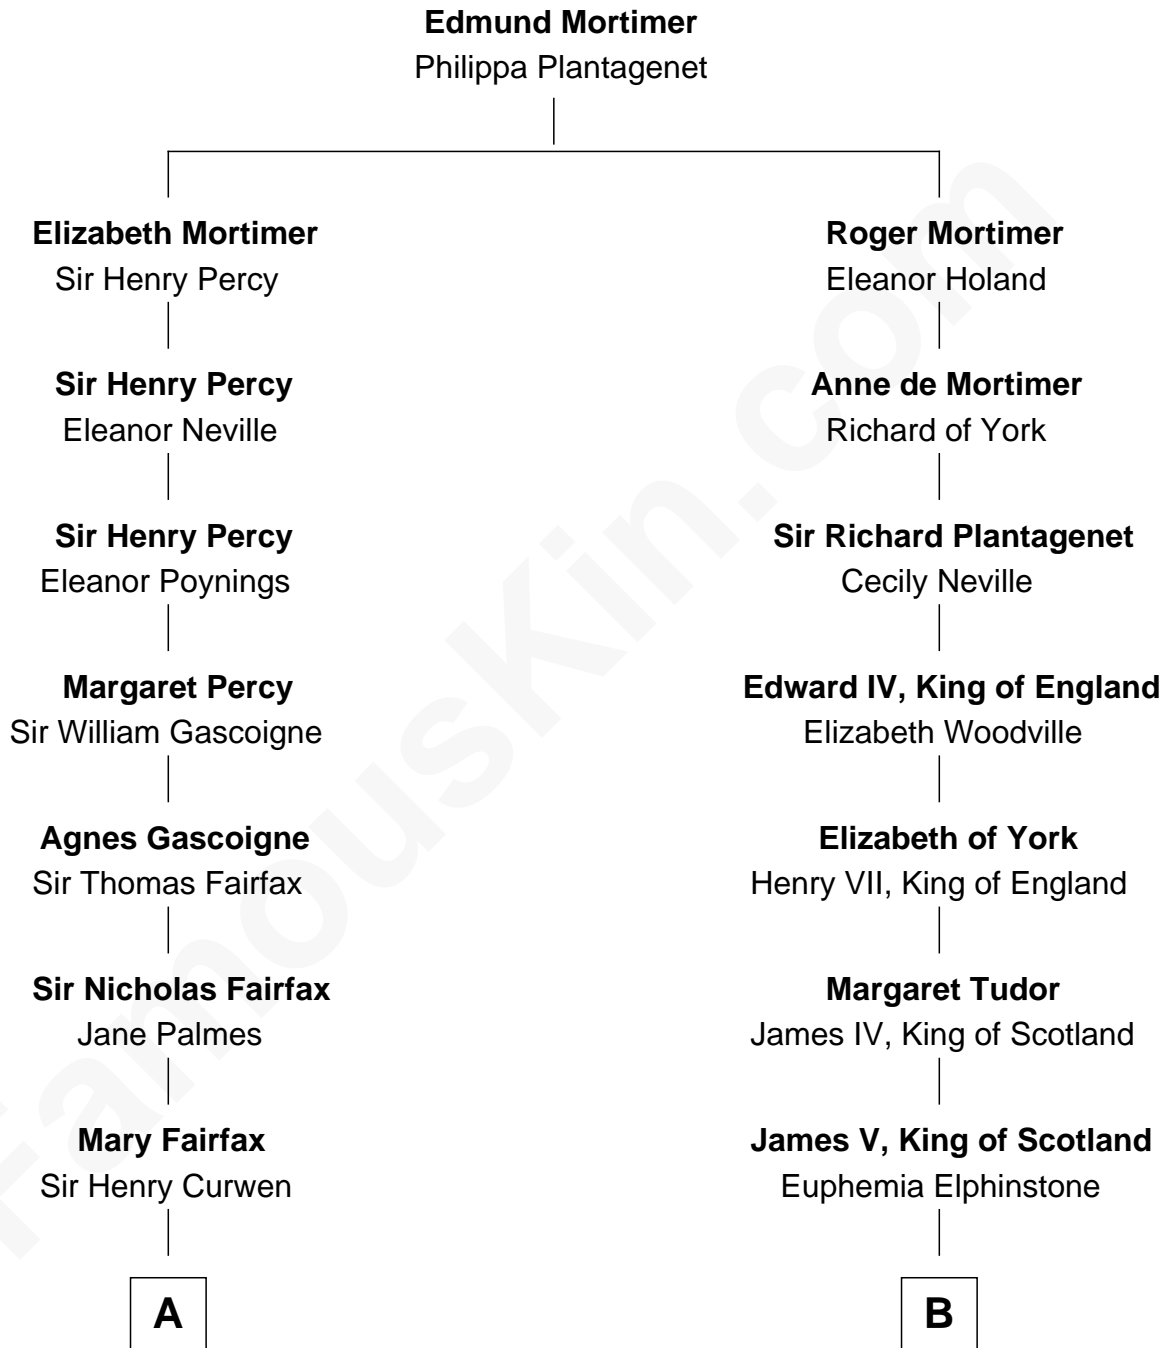 Edmund Mortimer
Philippa Plantagenet
Elizabeth Mortimer
Sir Henry Percy
Roger Mortimer
Eleanor Holand
Sir Henry Percy
Eleanor Neville
Anne de Mortimer
Richard of York
Sir Henry Percy
Eleanor Poynings
Sir Richard Plantagenet
Cecily Neville
Margaret Percy
Sir William Gascoigne
Edward IV, King of England
Elizabeth Woodville
Agnes Gascoigne
Sir Thomas Fairfax
Elizabeth of York
Henry VII, King of England
Sir Nicholas Fairfax
Jane Palmes
Margaret Tudor
James IV, King of Scotland
Mary Fairfax
Sir Henry Curwen
James V, King of Scotland
Euphemia Elphinstone
A
B
FamousKin.com